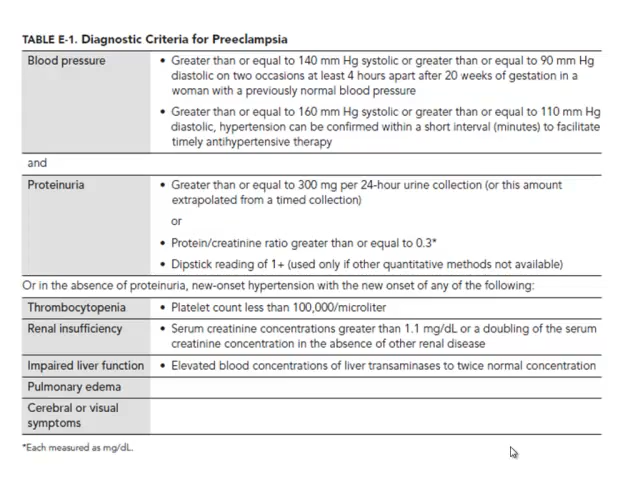 TABLE E-1. Diagnostic Criteria for Preeclampsia
Blood pressure
• Greater than or equal to 140 mm Hg systolic or greater than or equal to 90 mm Hg
diastolic on two occasions at least 4 hours apart after 20 weeks of gestation in a
woman with a previously normal blood pressure
• Greater than or equal to 160 mm Hg systolic or greater than or equal to 110 mm Hg
diastolic, hypertension can be confirmed within a short interval (minutes) to facilitate
timely antihypertensive therapy
and
Proteinuria
• Greater than or equal to 300 mg per 24-hour urine collection (or this amount
extrapolated from a timed collection)
or
• Protein/creatinine ratio greater than or equal to 0.3*
• Dipstick reading of 1+ (used only if other quantitative methods not available)
Or in the absence of proteinuria, new-onset hypertension with the new onset of any of the following:
Thrombocytopenia
• Platelet count less than 100,000/microliter
Renal insufficiency
• Serum creatinine concentrations greater than 1.1 mg/dL or a doubling of the serum
creatinine concentration in the absence of other renal disease
Impaired liver function
• Elevated blood concentrations of liver transaminases to twice normal concentration
Pulmonary edema
Cerebral or visual
symptoms
*Each measured as mg/dL.